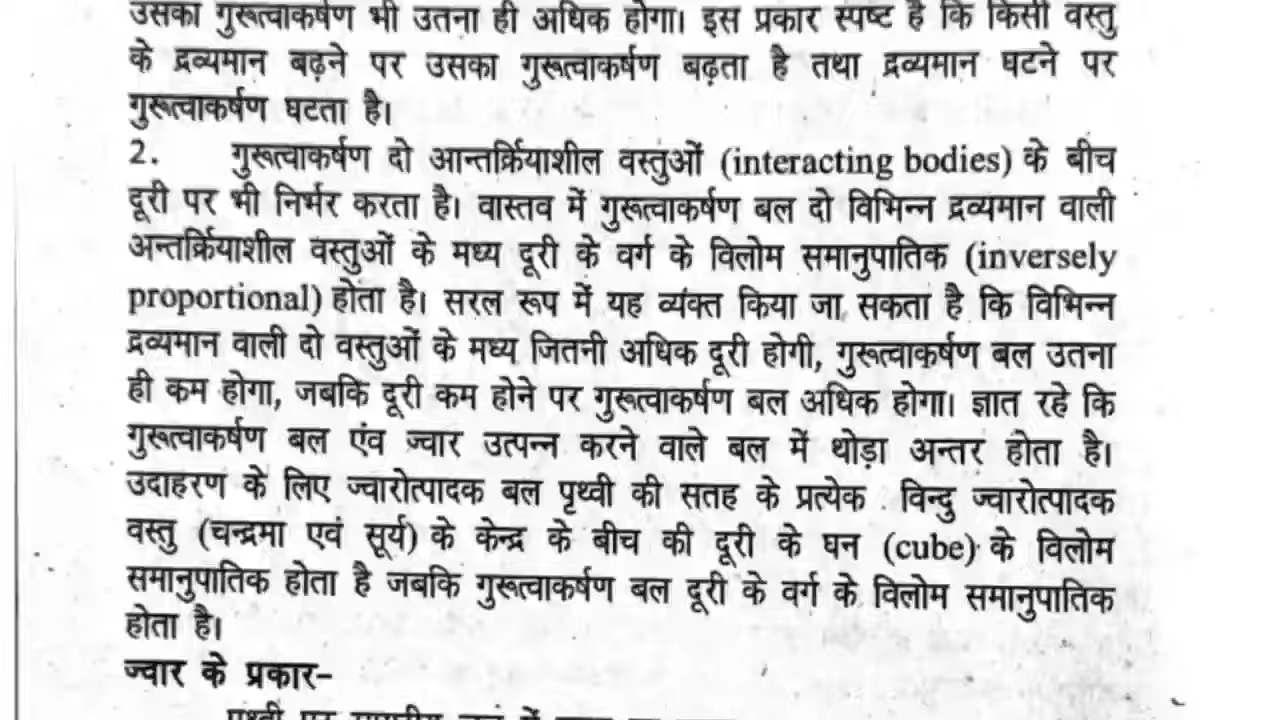 उसका गुरूत्वाकर्षण भी उतना ही अधिक होगा। इस प्रकार स्पष्ट है कि किसी वस्तु
के द्रव्यमान बढ़ने पर उसका गुरूत्वाकर्षण बढ़ता है तथा द्रव्यमान घटने पर
गुरूत्वाकर्षण घटता है।
2. गुरूत्वाकर्षण दो आन्तर्क्रियाशील वस्तुओं (interacting bodies) के बीच
दूरी पर भी निर्भर करता है। वास्तव में गुरूत्वाकर्षण बल दो विभिन्न द्रव्यमान वाली
अन्तर्क्रियाशील वस्तुओं के मध्य दूरी के वर्ग के विलोम समानुपातिक (inversely
proportional) होता है। सरल रूप में यह व्यंक्त किया जा सकता है कि विभिन्न
द्रव्यमान वाली दो वस्तुओं के मध्य जितनी अधिक दूरी होगी, गुरूत्वाकर्षण बल उतना
ही कम होगा, जबकि दूरी कम होने पर गुरूत्वाकर्षण बल अधिक होगा। ज्ञात रहे कि
गुरूत्वाकर्षण बल एंव ज्वार उत्पन्न करने वाले बल में थोड़ा अन्तर होता है।
उदाहरण के लिए ज्वारोत्पादक बल पृथ्वी की सतह के प्रत्येक विन्दु ज्वारोत्पादक
वस्तु (चन्द्रमा एवं सूर्य) के केन्द्र के बीच की दूरी के घन (cube) के विलोम
समानुपातिक होता है जबकि गुरूत्वाकर्षण बल दूरी के वर्ग के विलोम समानुपातिक
होता है।
ज्वार के प्रकार-